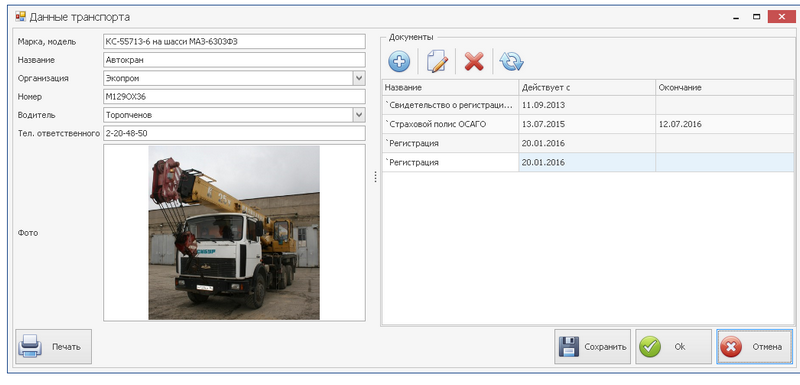 Данные транспорта
Марка, модель КС-55713-6 на шасси МАЗ-6303ФЗ
Название Автокран
Организация Экопром
Номер М129ОХ36
Водитель Торопченов
Тел. ответственного 2-20-48-50
Фото
Печать
Документы
Название Действует с Окончание
`Свидетельство о регистраци... 11.09.2013
`Страховой полис ОСАГО 13.07.2015 12.07.2016
`Регистрация 20.01.2016
`Регистрация 20.01.2016
Сохранить Ok Отмена